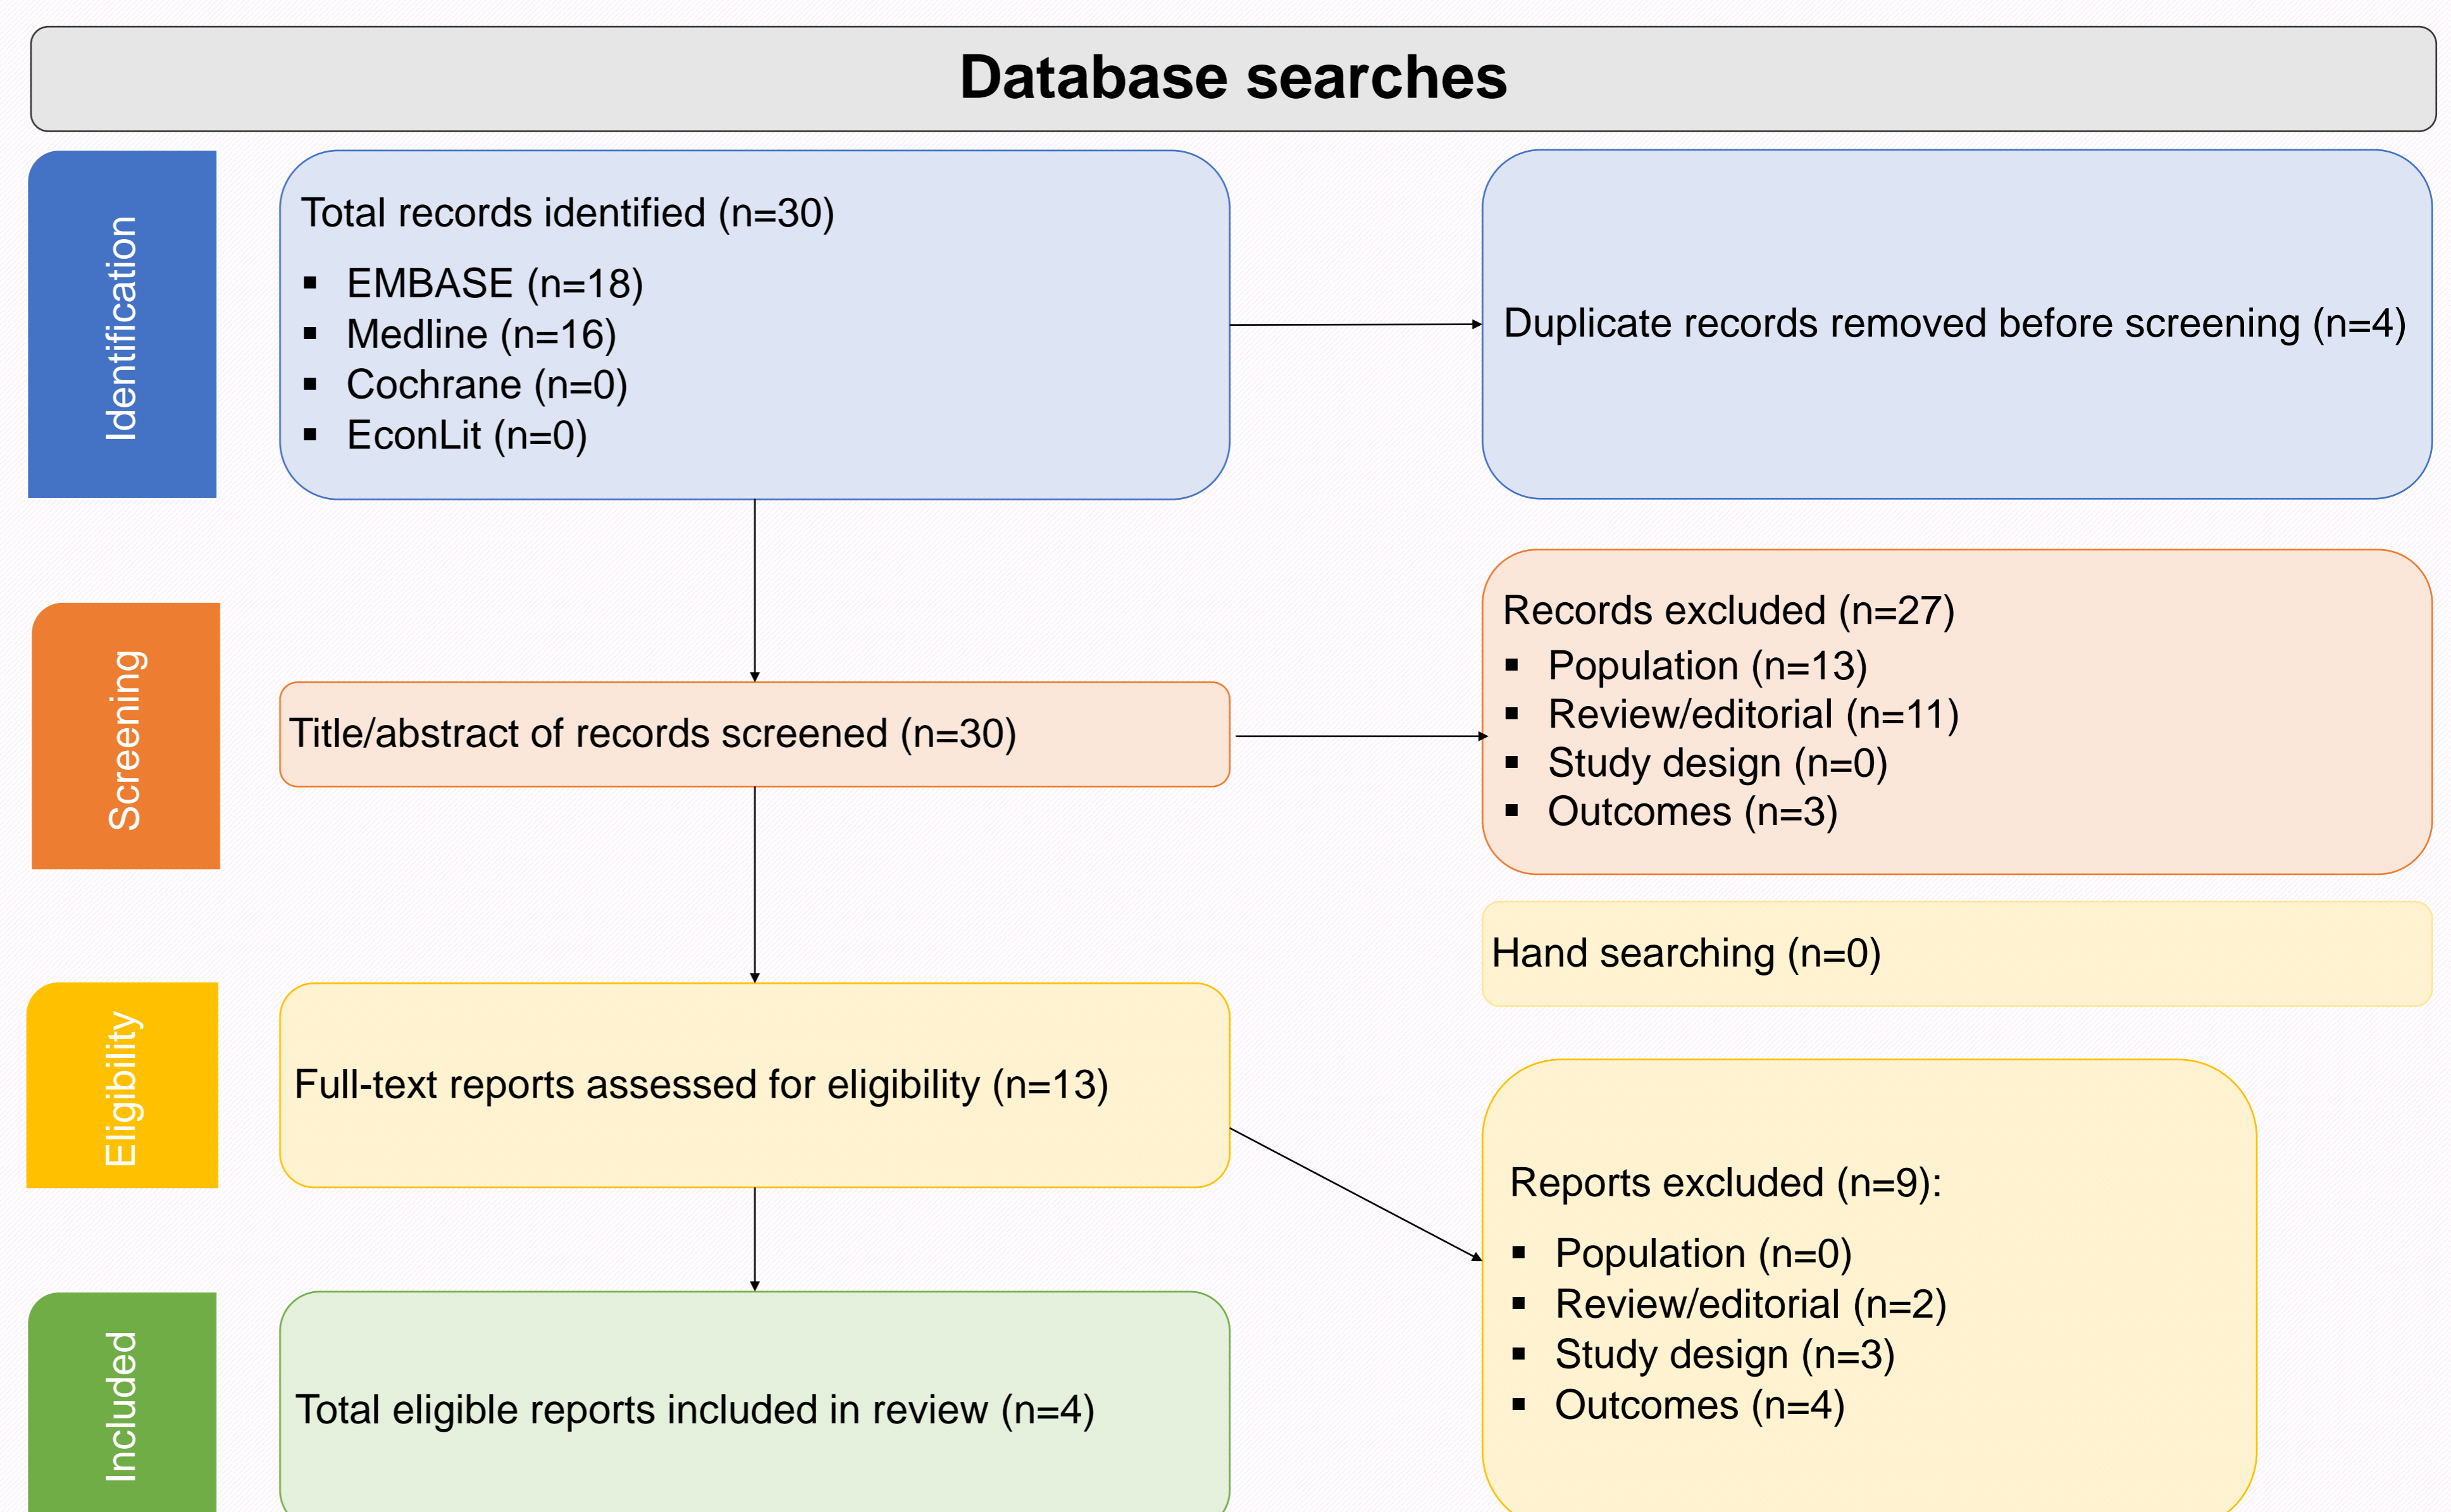 Database searches
Identification
Total records identified (n=30)
▪ EMBASE (n=18)
▪ Medline (n=16)
▪ Cochrane (n=0)
▪ EconLit (n=0)
Duplicate records removed before screening (n=4)
Screening
Title/abstract of records screened (n=30)
Records excluded (n=27)
▪ Population (n=13)
▪ Review/editorial (n=11)
▪ Study design (n=0)
▪ Outcomes (n=3)
Hand searching (n=0)
Eligibility
Full-text reports assessed for eligibility (n=13)
Reports excluded (n=9):
▪ Population (n=0)
▪ Review/editorial (n=2)
▪ Study design (n=3)
▪ Outcomes (n=4)
Included
Total eligible reports included in review (n=4)